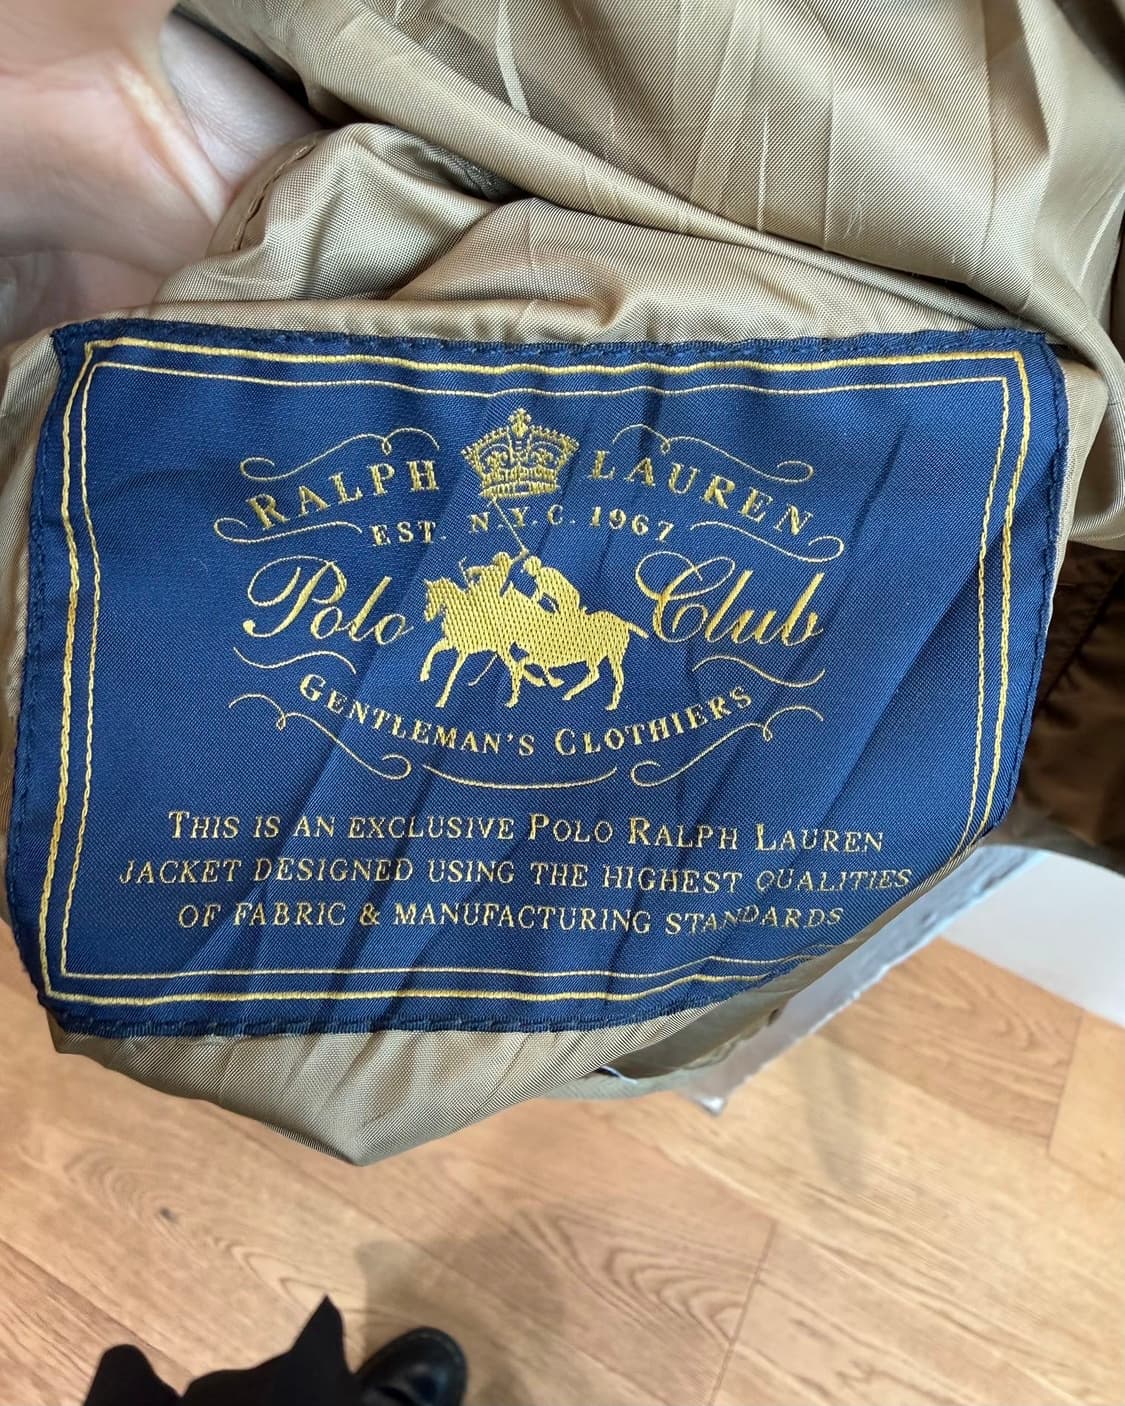 RALPH LAUREN
EST. N.Y.C. 1967
Polo Club
GENTLEMAN'S CLOTHIERS
THIS IS AN EXCLUSIVE POLO RALPH LAUREN
JACKET DESIGNED USING THE HIGHEST QUALITIES
OF FABRIC & MANUFACTURING STANDARDS